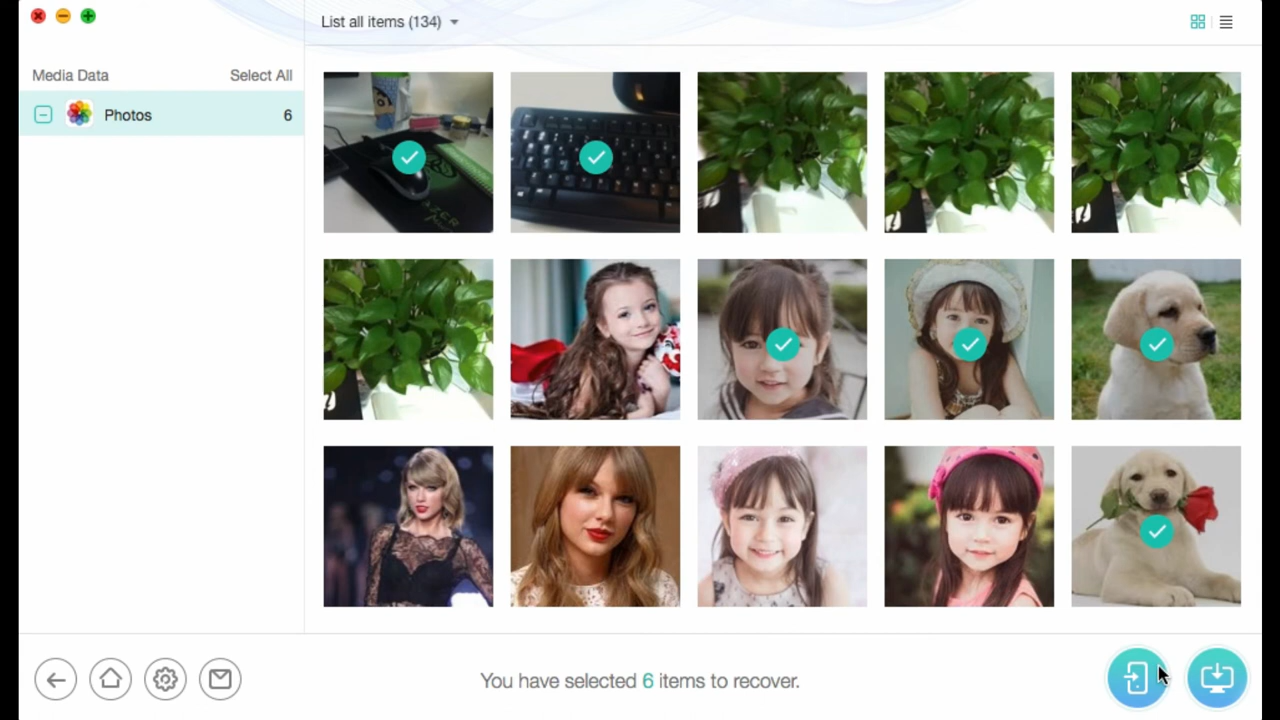 List all items (134)
Media Data
Select All
Photos
6
You have selected 6 items to recover.